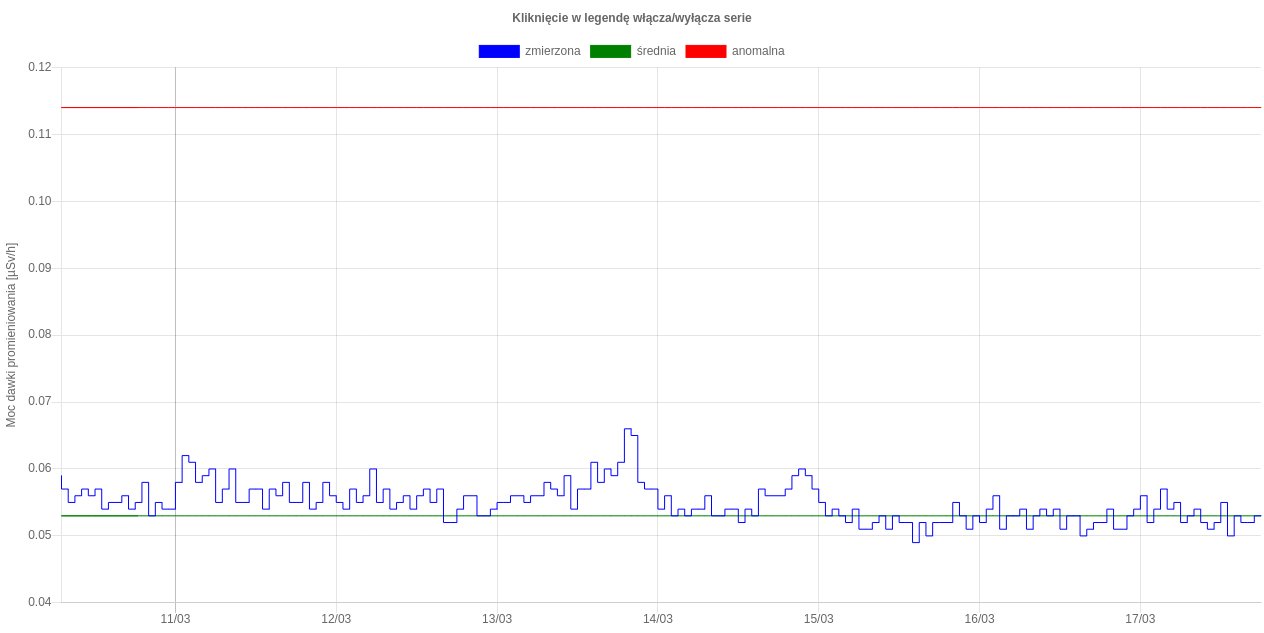 Kliknięcie w legendę włącza/wyłącza serie
zmierzona średnia anomalna
Moc dawki promieniowania [µSv/h]
0.12
0.11
0.10
0.09
0.08
0.07
0.06
0.05
0.04
11/03 12/03 13/03 14/03 15/03 16/03 17/03